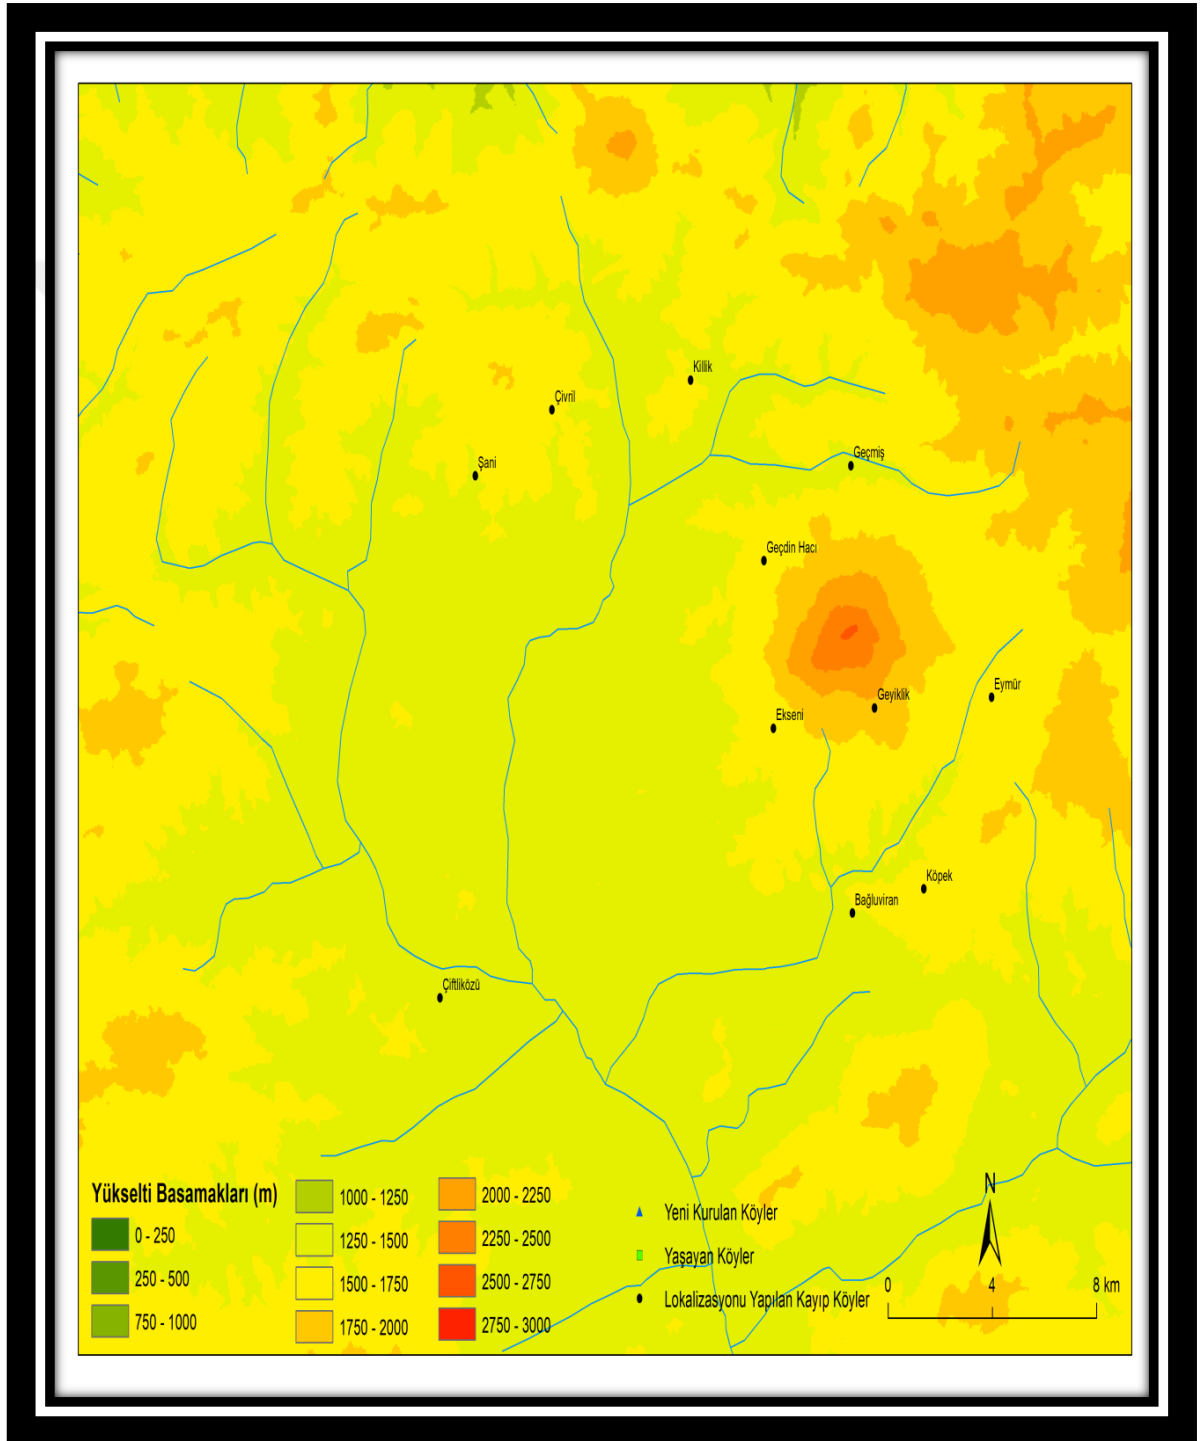 Killik
Çivril
Geçmiş
Şani
Geçdin Hacı
Eymür
Geyiklik
Ekseni
Köpek
Bağluviran
Çiftliközü
Yükselti Basamakları (m)
0 - 250
250 - 500
750 - 1000
1000 - 1250
1250 - 1500
1500 - 1750
1750 - 2000
2000 - 2250
2250 - 2500
2500 - 2750
2750 - 3000
Yeni Kurulan Köyler
Yaşayan Köyler
Lokalizasyonu Yapılan Kayıp Köyler
N
0 4 8 km